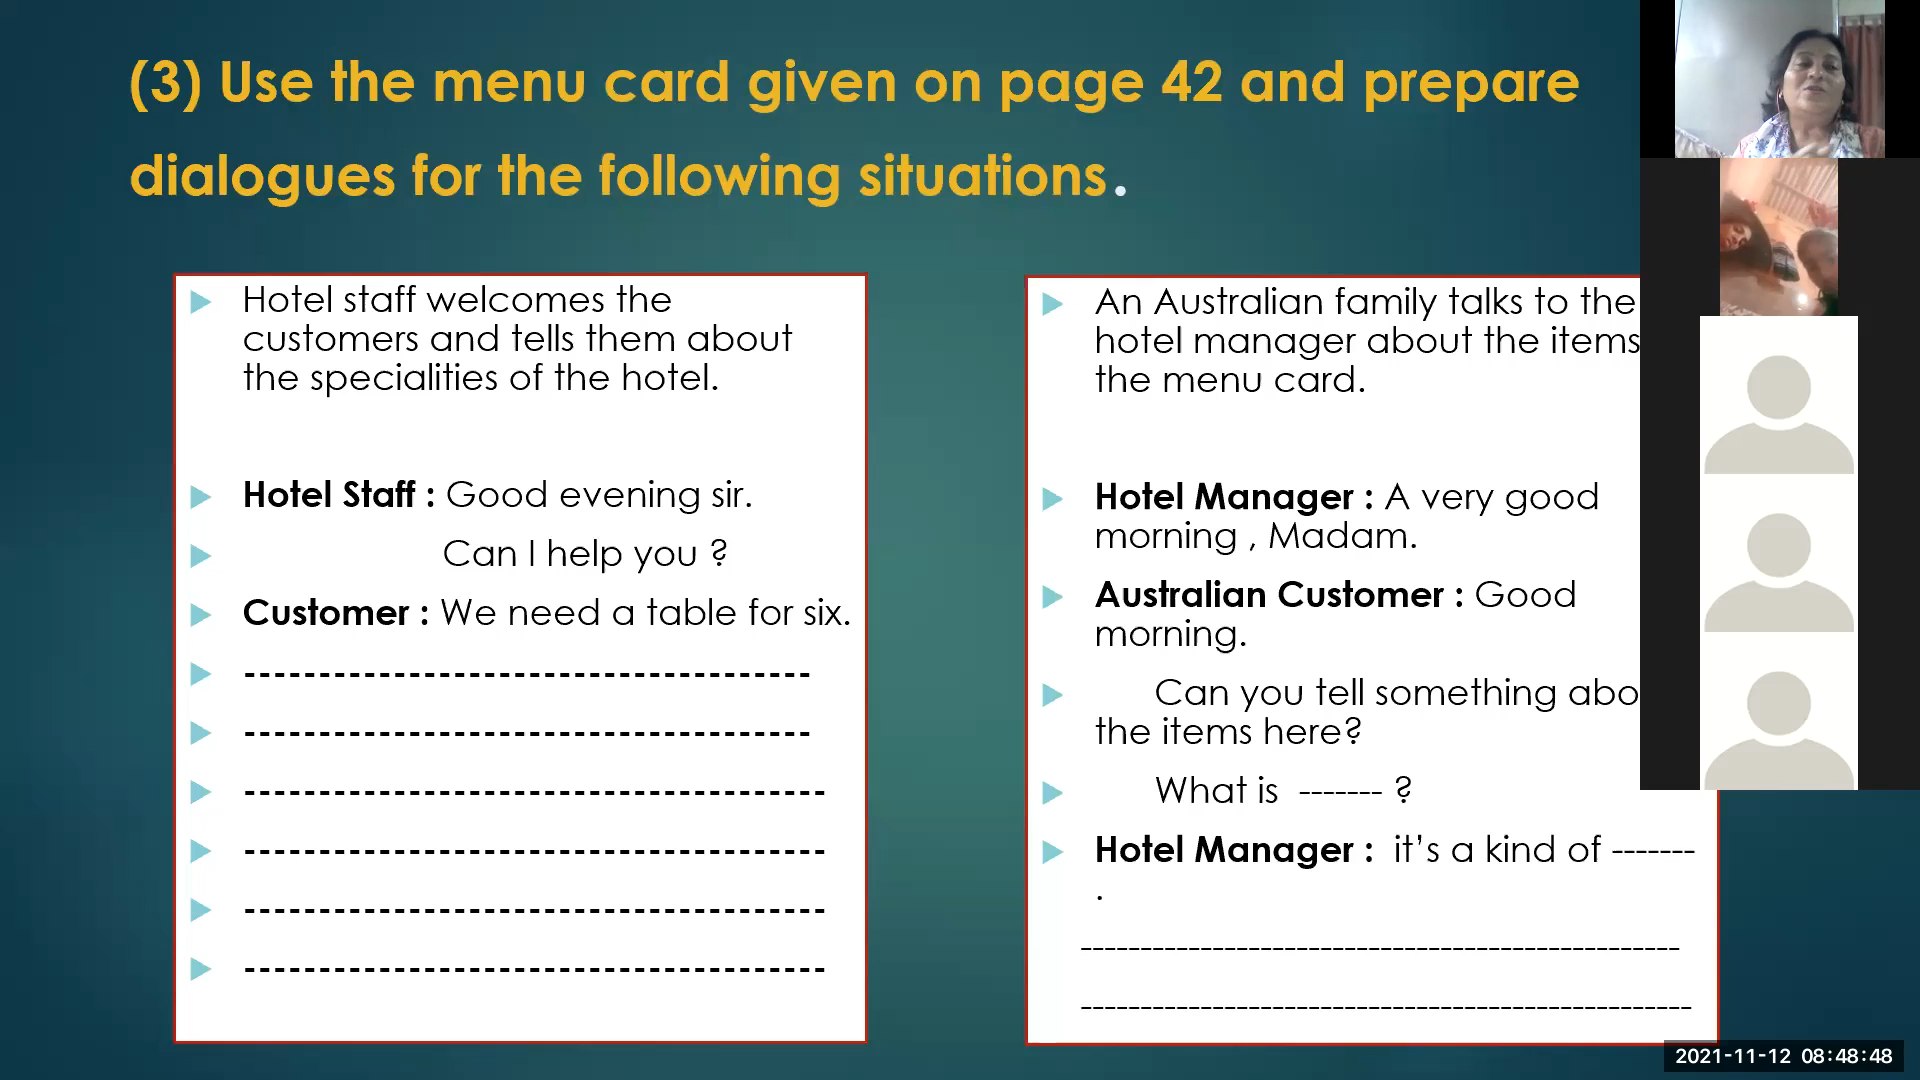 (3) Use the menu card given on page 42 and prepare
dialogues for the following situations.
Hotel staff welcomes the
customers and tells them about
the specialities of the hotel.
Hotel Staff : Good evening sir.
Can I help you ?
Customer : We need a table for six.
--------------------------------------
--------------------------------------
---------------------------------------
---------------------------------------
---------------------------------------
---------------------------------------
An Australian family talks to the
hotel manager about the items
the menu card.
Hotel Manager : A very good
morning , Madam.
Australian Customer : Good
morning.
Can you tell something
the items here?
What is ------- ?
Hotel Manager : it’s a kind of -------
.
--------------------------------------------------
---------------------------------------------------
2021-11-12 08:48:48